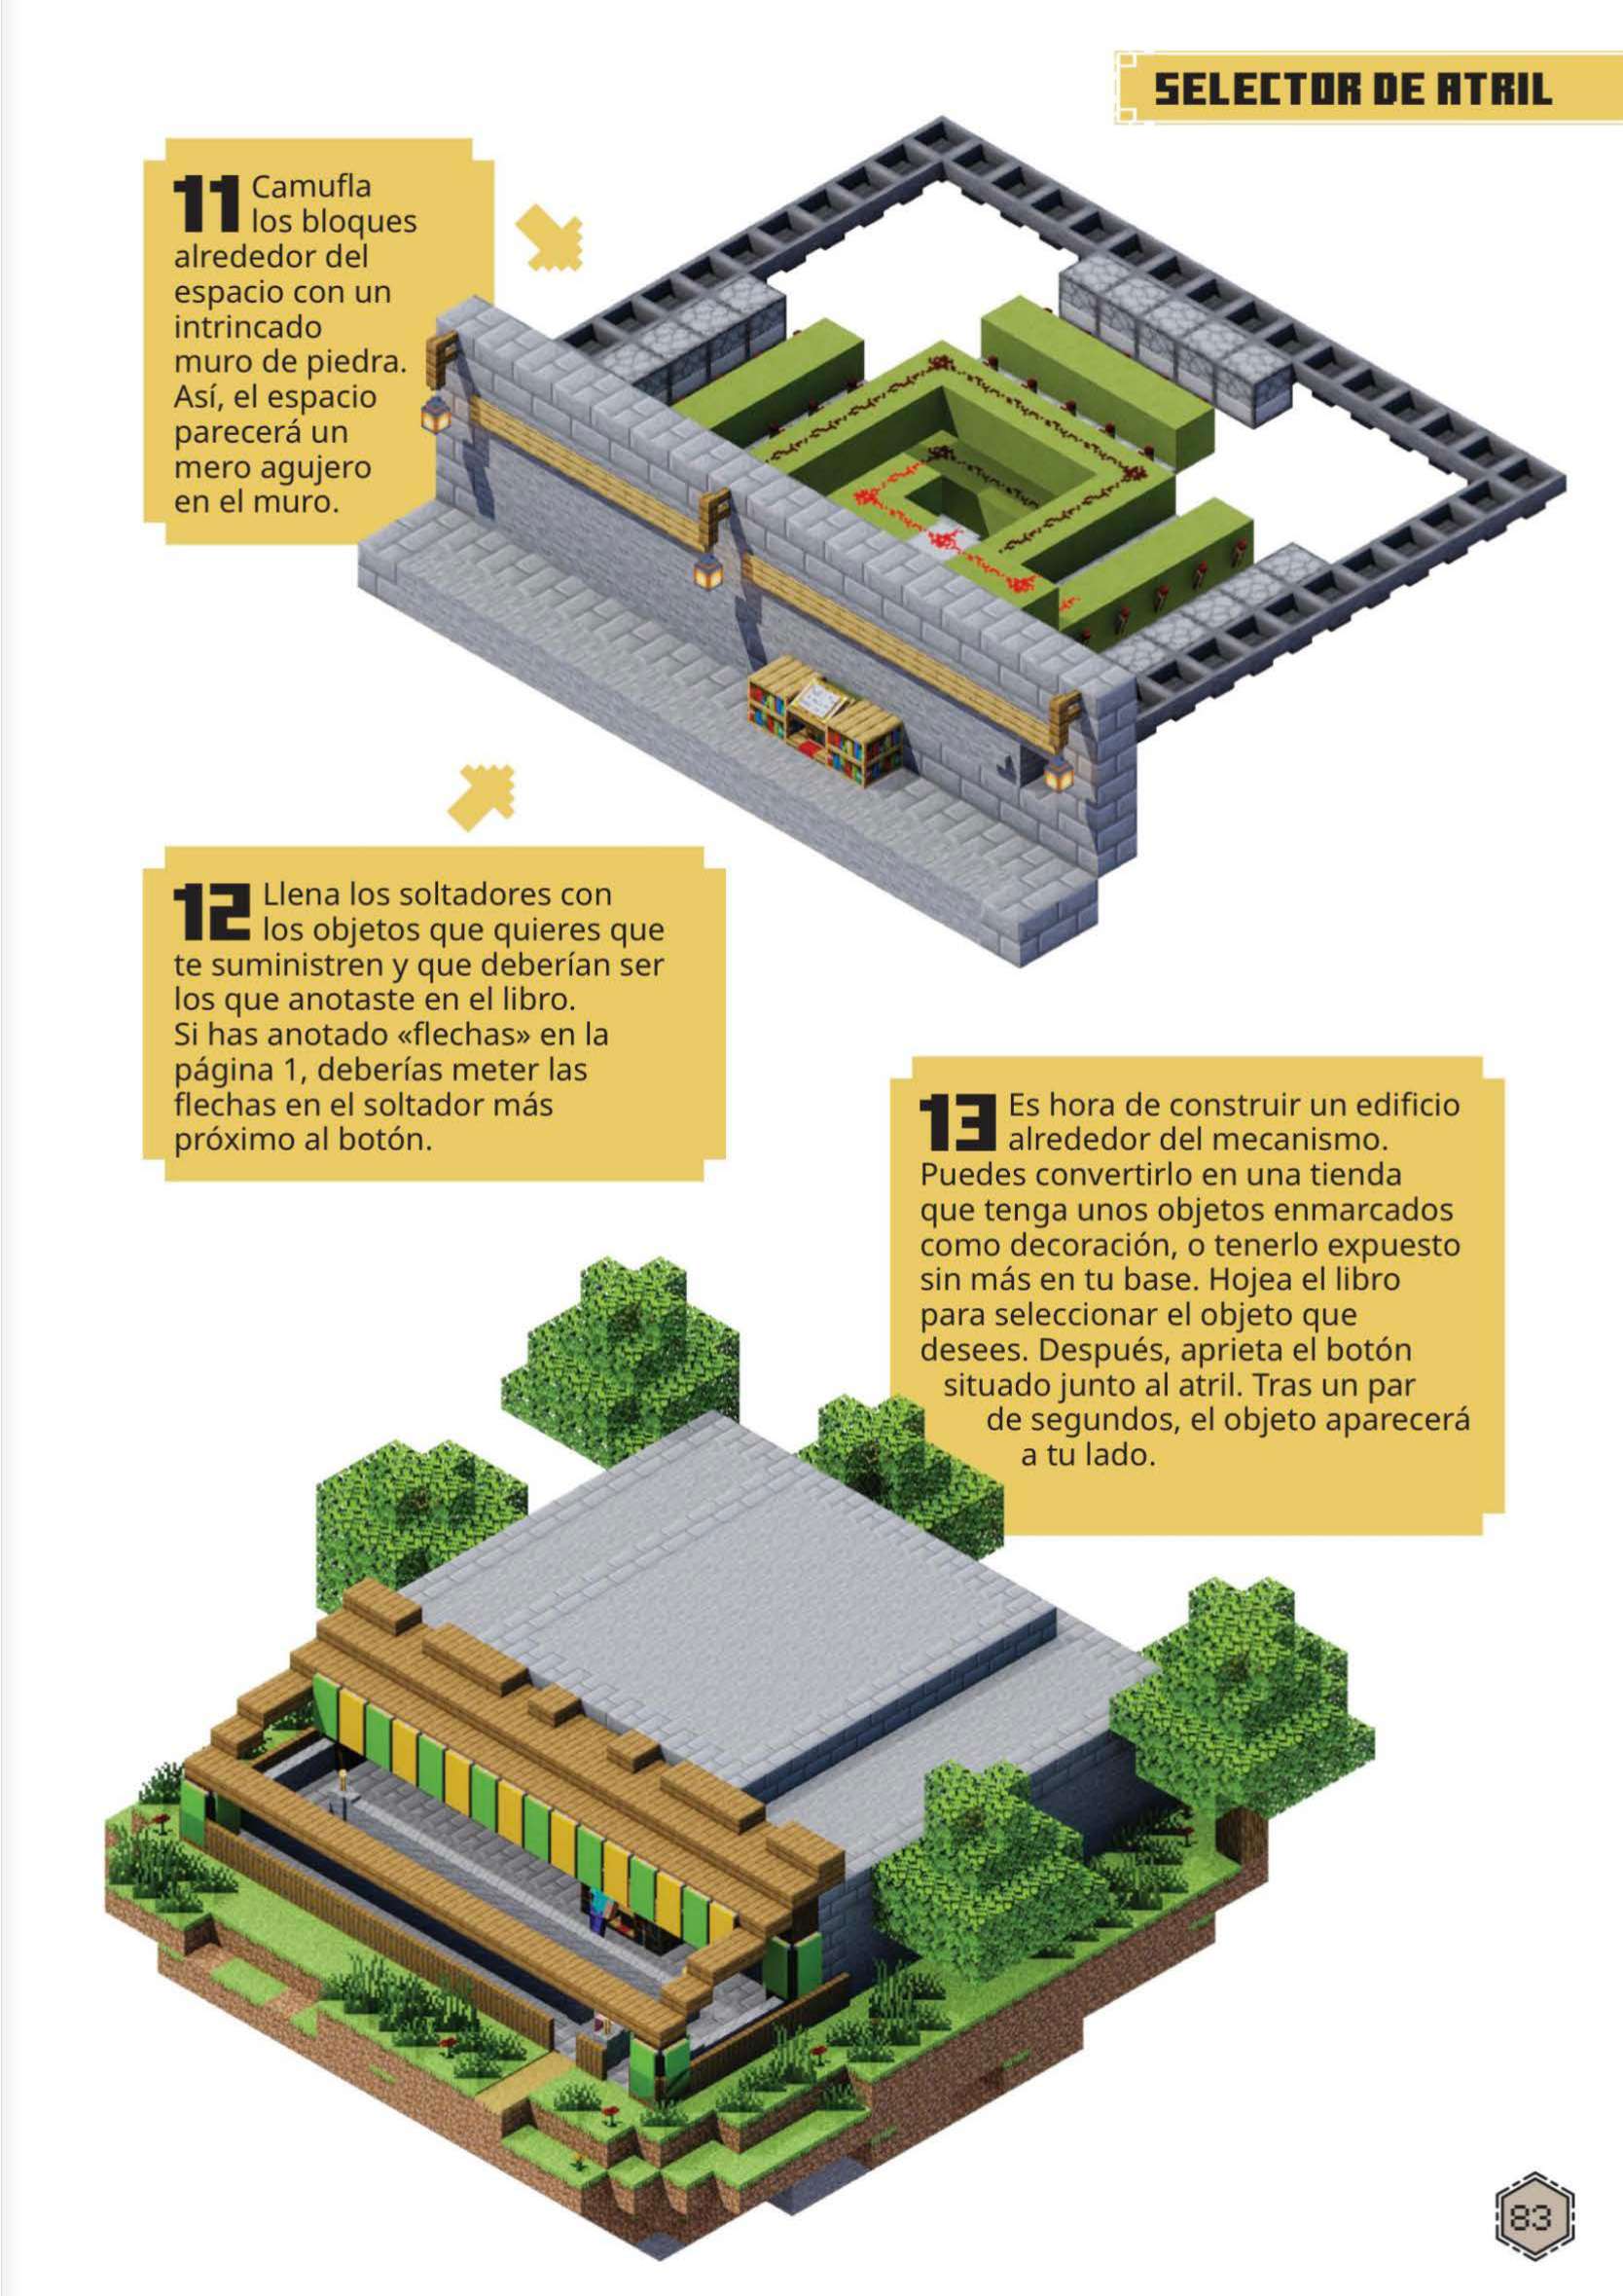 SELECTOR DE ATRIL
11 Camufla
los bloques
alrededor del
espacio con un
intrincado
muro de piedra.
Así, el espacio
parecerá un
mero agujero
en el muro.
12 Llena los soltadores con
los objetos que quieres que
te suministren y que deberían ser
los que anotaste en el libro.
Si has anotado «flechas» en la
página 1, deberías meter las
flechas en el soltador más
próximo al botón.
13 Es hora de construir un edificio
alrededor del mecanismo.
Puedes convertirlo en una tienda
que tenga unos objetos enmarcados
como decoración, o tenerlo expuesto
sin más en tu base. Hojea el libro
para seleccionar el objeto que
desees. Después, aprieta el botón
situado junto al atril. Tras un par
de segundos, el objeto aparecerá
a tu lado.
83